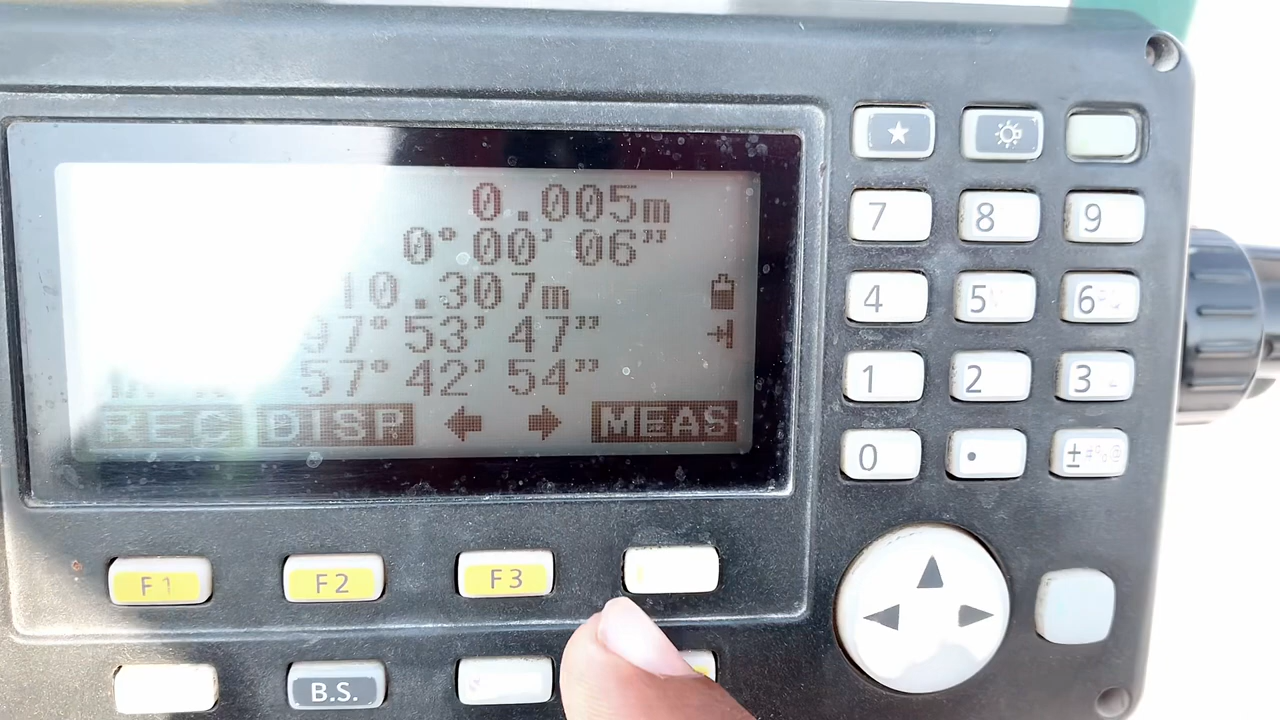 0.005m
0°00'06"
10.307m
97°53'47"
57°42'54"
REC DISP ← → MEAS
7 8 9
4 5 6
1 2 3
0 . ±#%@
F1 F2 F3
B.S.